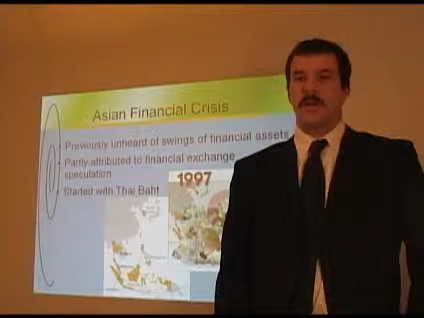 Asian Financial Crisis
Previously unheard of swings of financial assets
Partly attributed to financial exchange
speculation
1997
Started with Thai Baht